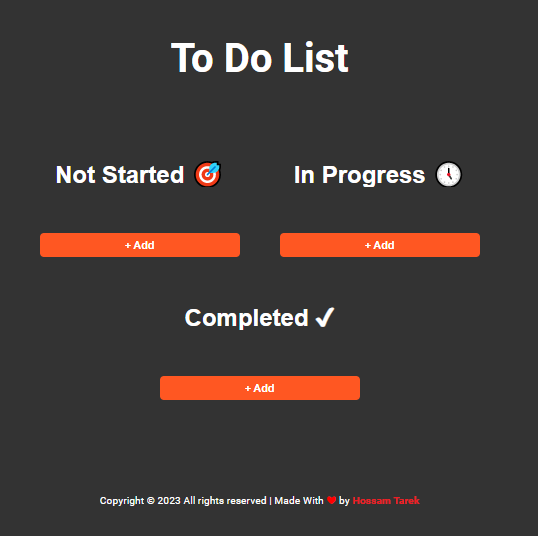 To Do List
Not Started 🎯
In Progress 🕔
+ Add
+ Add
Completed ✔
+ Add
Copyright © 2023 All rights reserved | Made With ❤ by Hossam Tarek